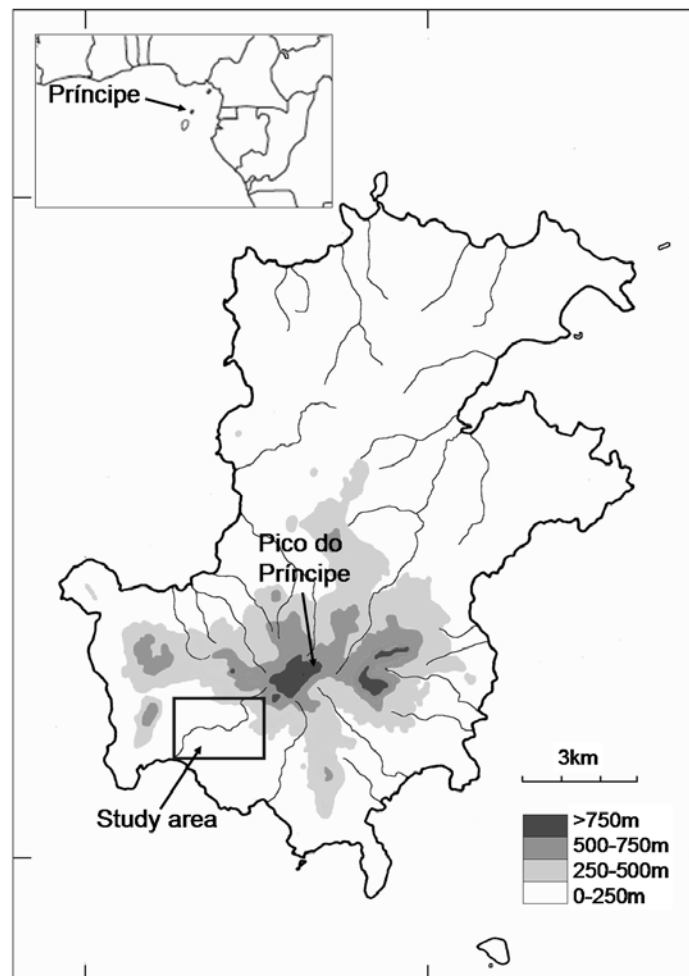 Príncipe
Pico do
Príncipe
Study area
3km
>750m
500-750m
250-500m
0-250m